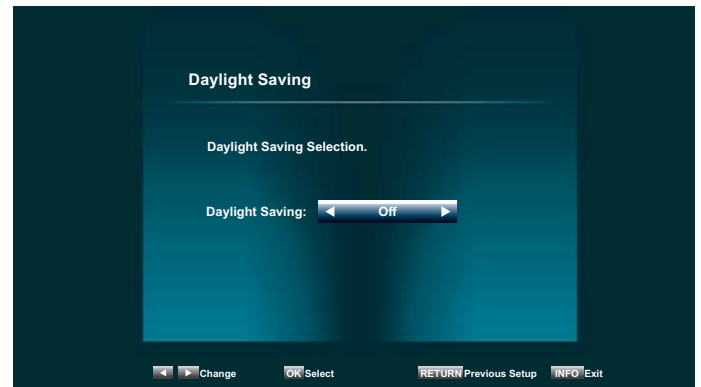 Daylight Saving
Daylight Saving Selection.
Daylight Saving: Off
Change OK Select RETURN Previous Setup INFO Exit